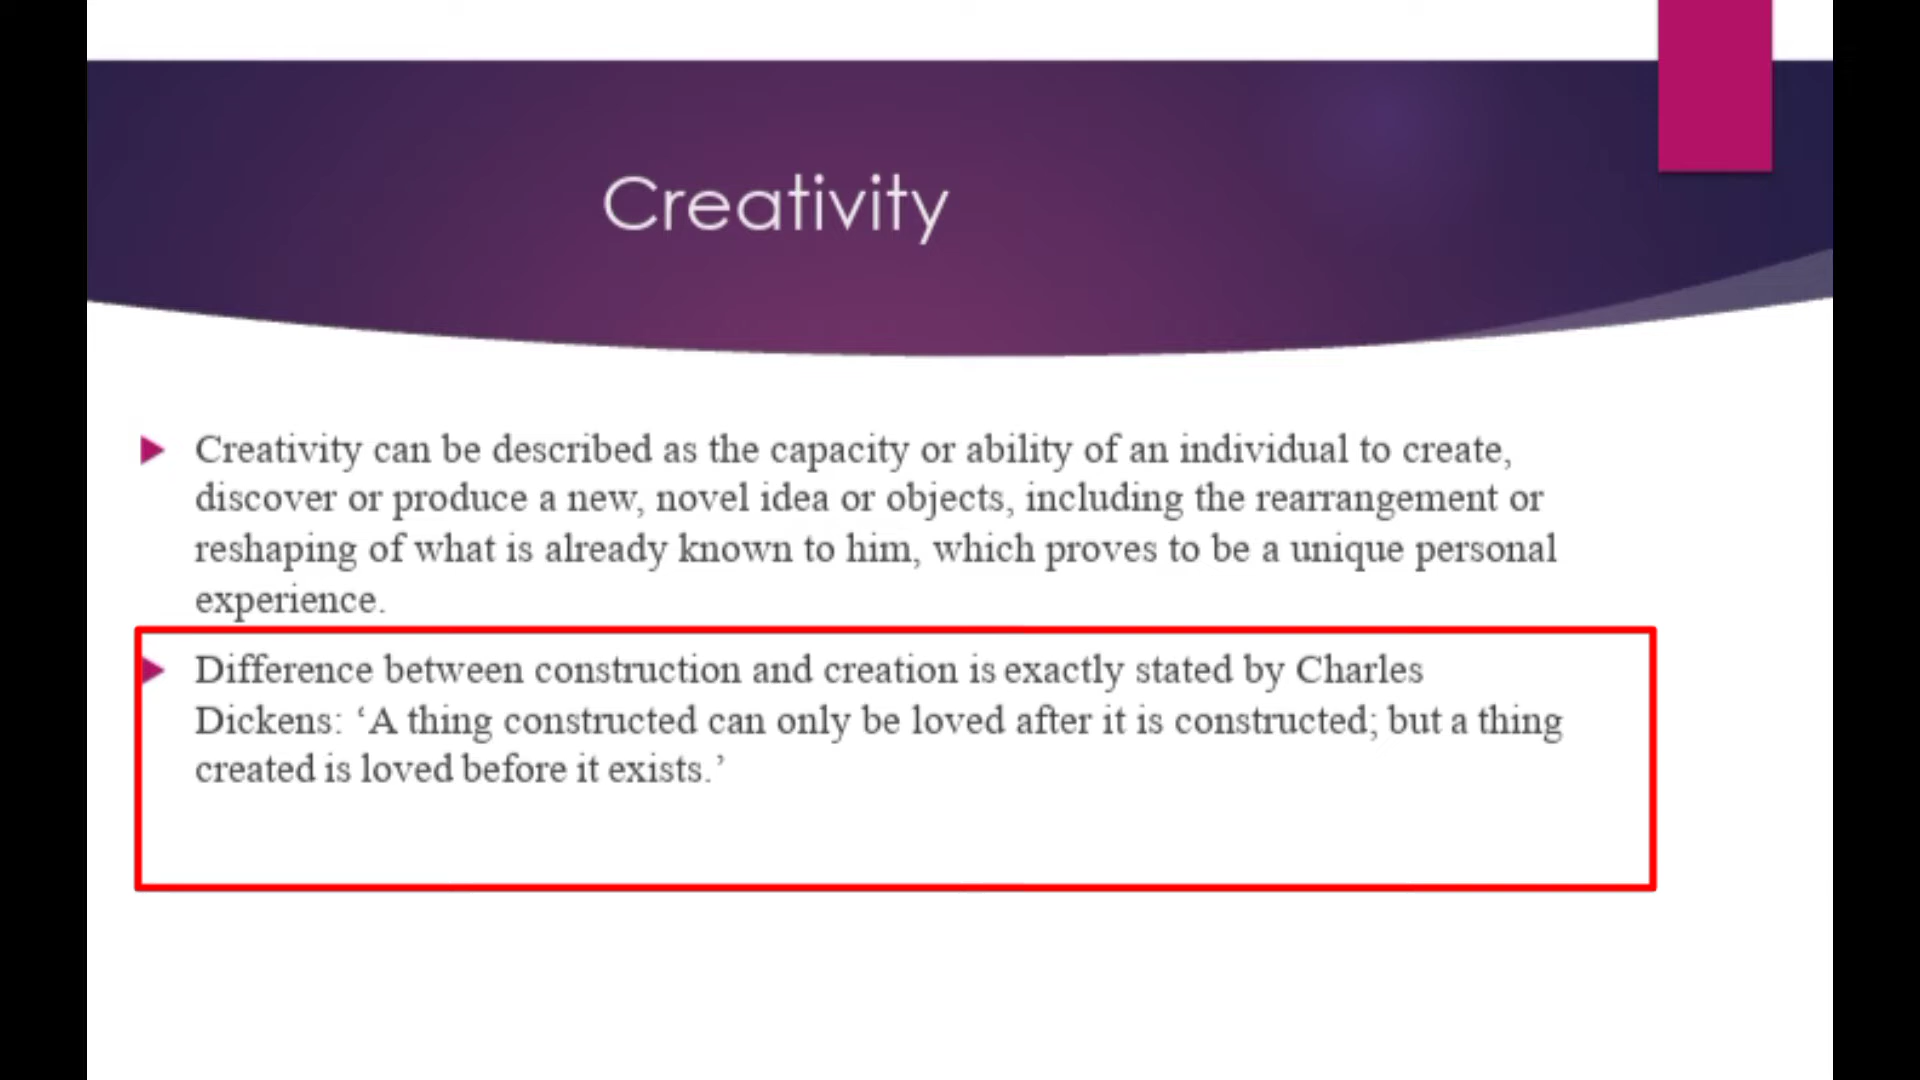 Creativity
Creativity can be described as the capacity or ability of an individual to create,
discover or produce a new, novel idea or objects, including the rearrangement or
reshaping of what is already known to him, which proves to be a unique personal
experience.
Difference between construction and creation is exactly stated by Charles
Dickens: ‘A thing constructed can only be loved after it is constructed; but a thing
created is loved before it exists.’